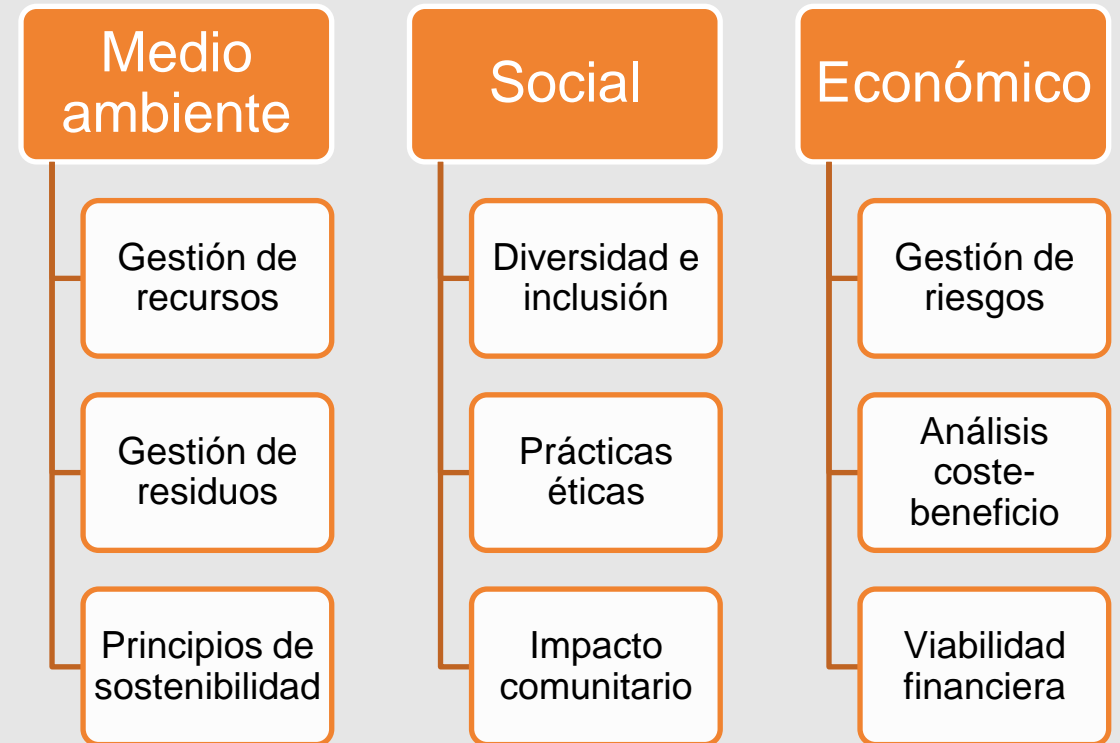 Medio
ambiente
Gestión de
recursos
Gestión de
residuos
Principios de
sostenibilidad
Social
Diversidad e
inclusión
Prácticas
éticas
Impacto
comunitario
Económico
Gestión de
riesgos
Análisis
coste-
beneficio
Viabilidad
financiera